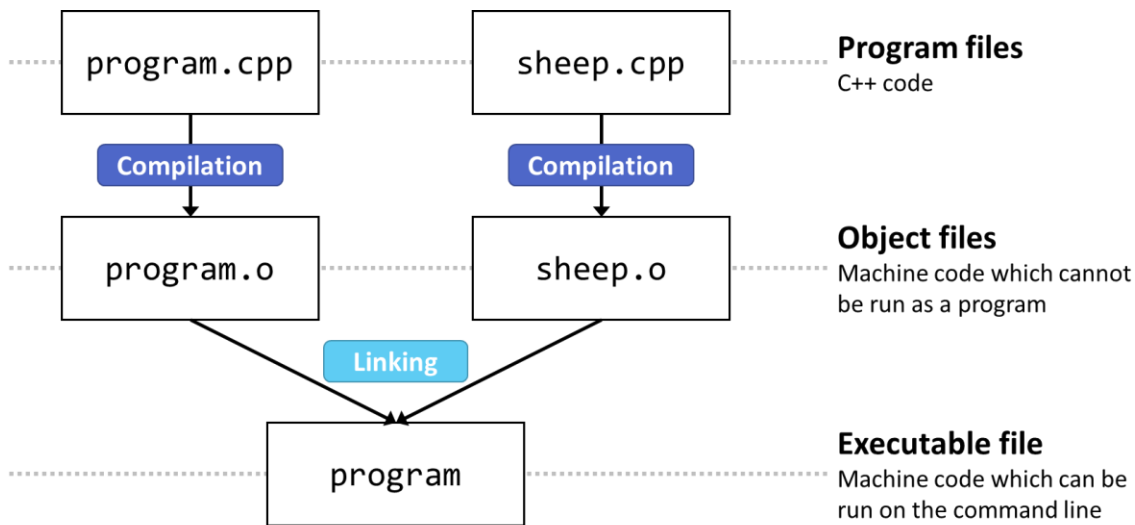 program.cpp
sheep.cpp
Program files
C++ code
Compilation
Compilation
program.o
sheep.o
Object files
Machine code which cannot
be run as a program
Linking
program
Executable file
Machine code which can be
run on the command line